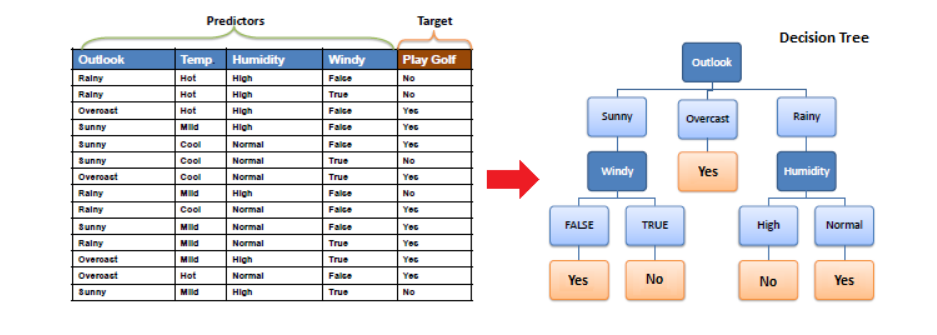 Predictors Target
Outlook Temp. Humidity Windy Play Golf
Rainy Hot High False No
Rainy Hot High True No
Overcast Hot High False Yes
Sunny Mild High False Yes
Sunny Cool Normal False Yes
Sunny Cool Normal True No
Overcast Cool Normal True Yes
Rainy Mild High False No
Rainy Cool Normal False Yes
Sunny Mild Normal False Yes
Rainy Mild Normal True Yes
Overcast Mild High True Yes
Overcast Hot Normal False Yes
Sunny Mild High True No
Decision Tree
Outlook
Sunny Overcast Rainy
Windy Yes Humidity
FALSE TRUE High Normal
Yes No No Yes